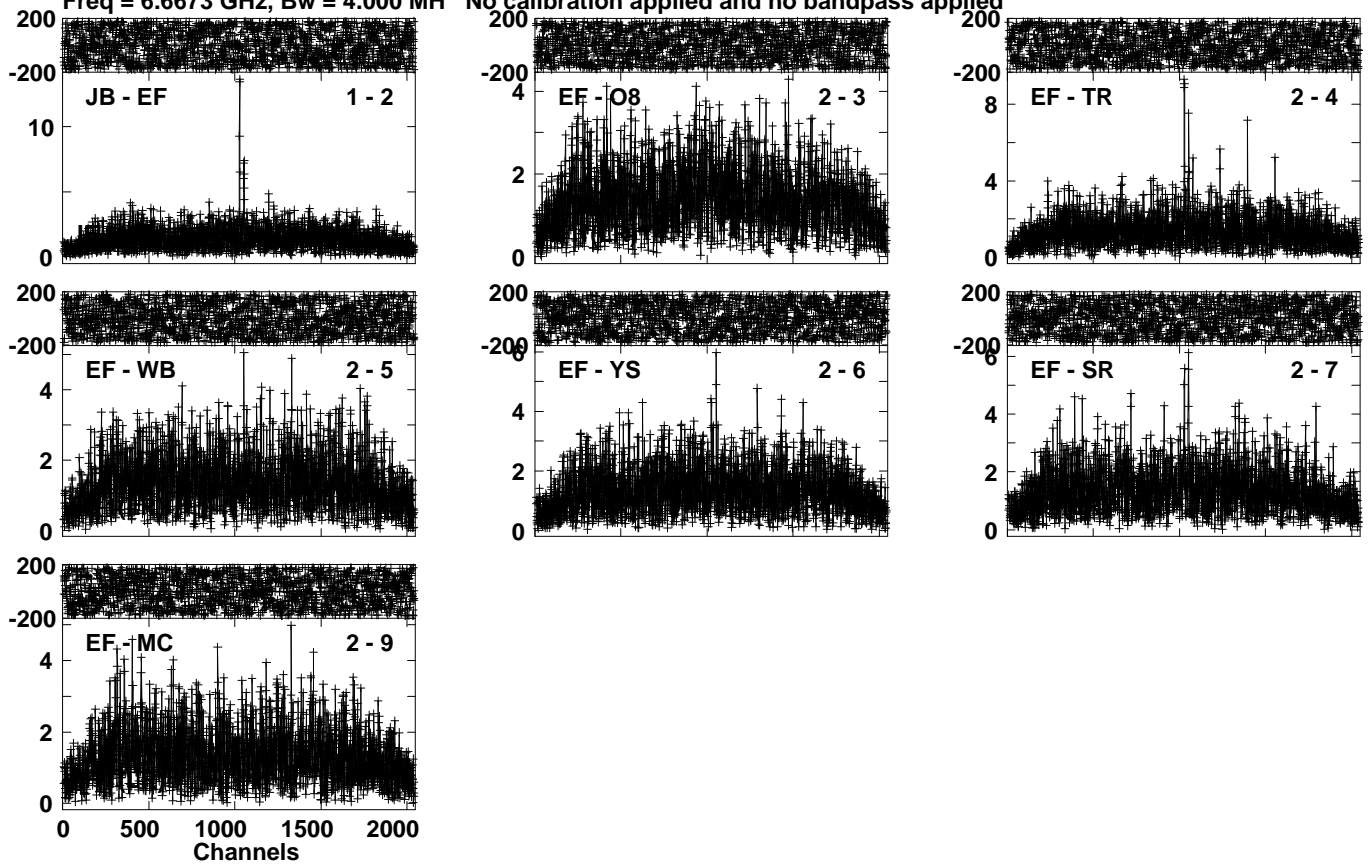 Freq = 6.6673 GHz, Bw = 4.000 MH No calibration applied and no bandpass applied
200 200 200
-200 -200 -200
JB - EF 1 - 2 EF - O8 2 - 3 EF - TR 2 - 4
10 4 8
2 4
0 0 0
200 200 200
-200 -200 -200
6 6
EF - WB 2 - 5 EF - YS 2 - 6 EF - SR 2 - 7
4 4 4
2 2 2
0 0 0
200
-200
EF - MC 2 - 9
4
2
0
0 500 1000 1500 2000
Channels